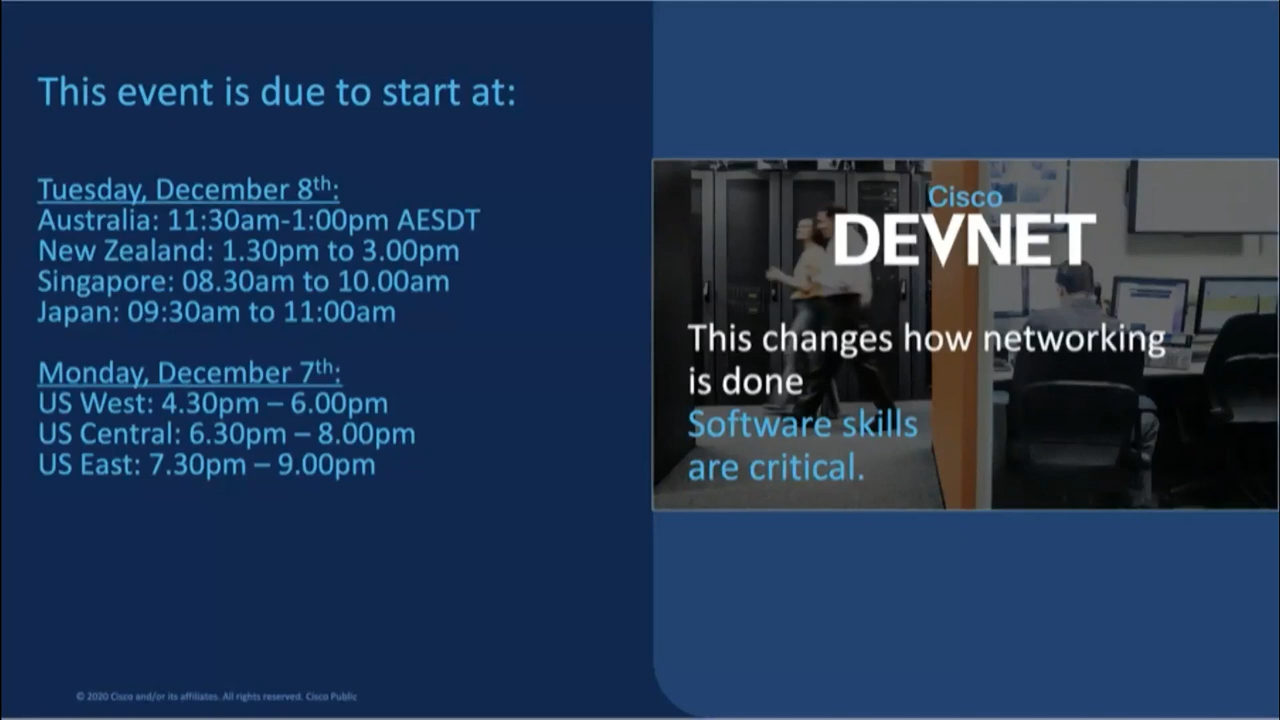 This event is due to start at:
Tuesday, December 8th:
Australia: 11:30am-1:00pm AESDT
New Zealand: 1.30pm to 3.00pm
Singapore: 08.30am to 10.00am
Japan: 09:30am to 11:00am
Monday, December 7th:
US West: 4.30pm – 6.00pm
US Central: 6.30pm – 8.00pm
US East: 7.30pm – 9.00pm
Cisco
DEVNET
This changes how networking
is done
Software skills
are critical.
© 2020 Cisco and/or its affiliates. All rights reserved. Cisco Public